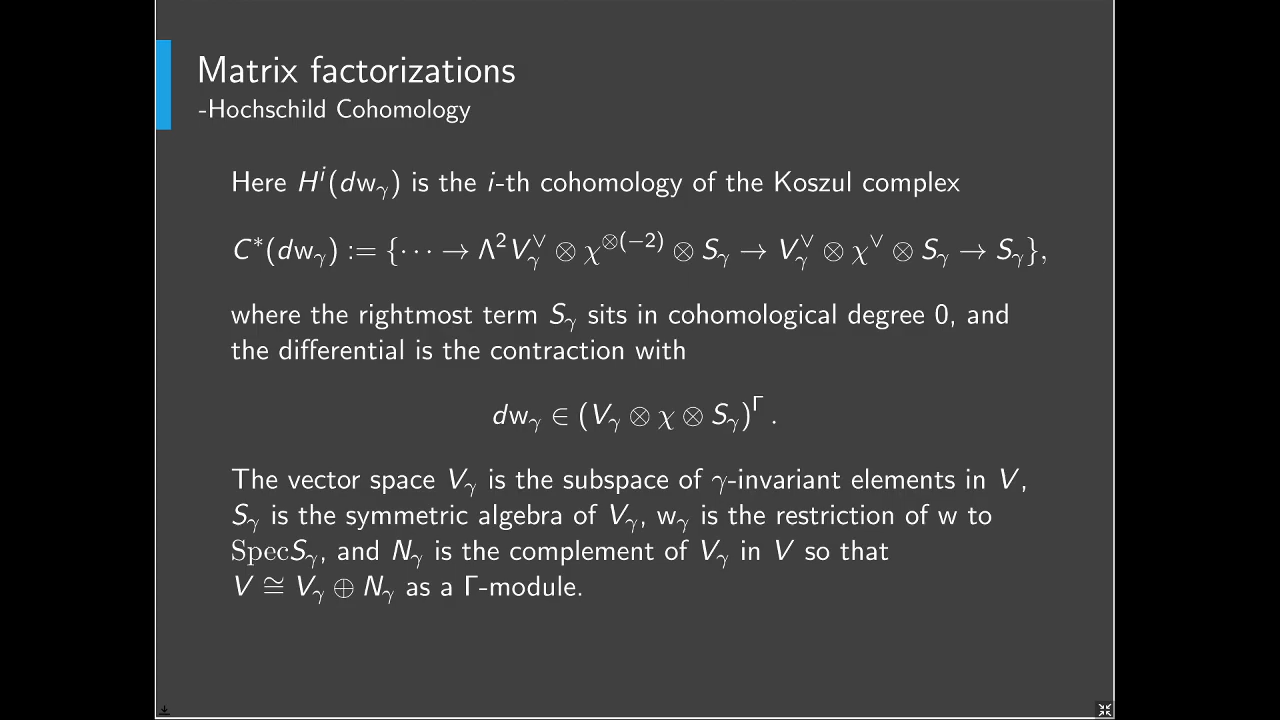 Matrix factorizations
-Hochschild Cohomology
Here Hⁱ(dw_γ) is the i-th cohomology of the Koszul complex
C*(dw_γ) := {··· → Λ²V_γ^∨ ⊗ χ^{⊗(−2)} ⊗ S_γ → V_γ^∨ ⊗ χ^∨ ⊗ S_γ → S_γ},
where the rightmost term S_γ sits in cohomological degree 0, and
the differential is the contraction with
dw_γ ∈ (V_γ ⊗ χ ⊗ S_γ)^Γ .
The vector space V_γ is the subspace of γ-invariant elements in V,
S_γ is the symmetric algebra of V_γ, w_γ is the restriction of w to
SpecS_γ, and N_γ is the complement of V_γ in V so that
V ≅ V_γ ⊕ N_γ as a Γ-module.